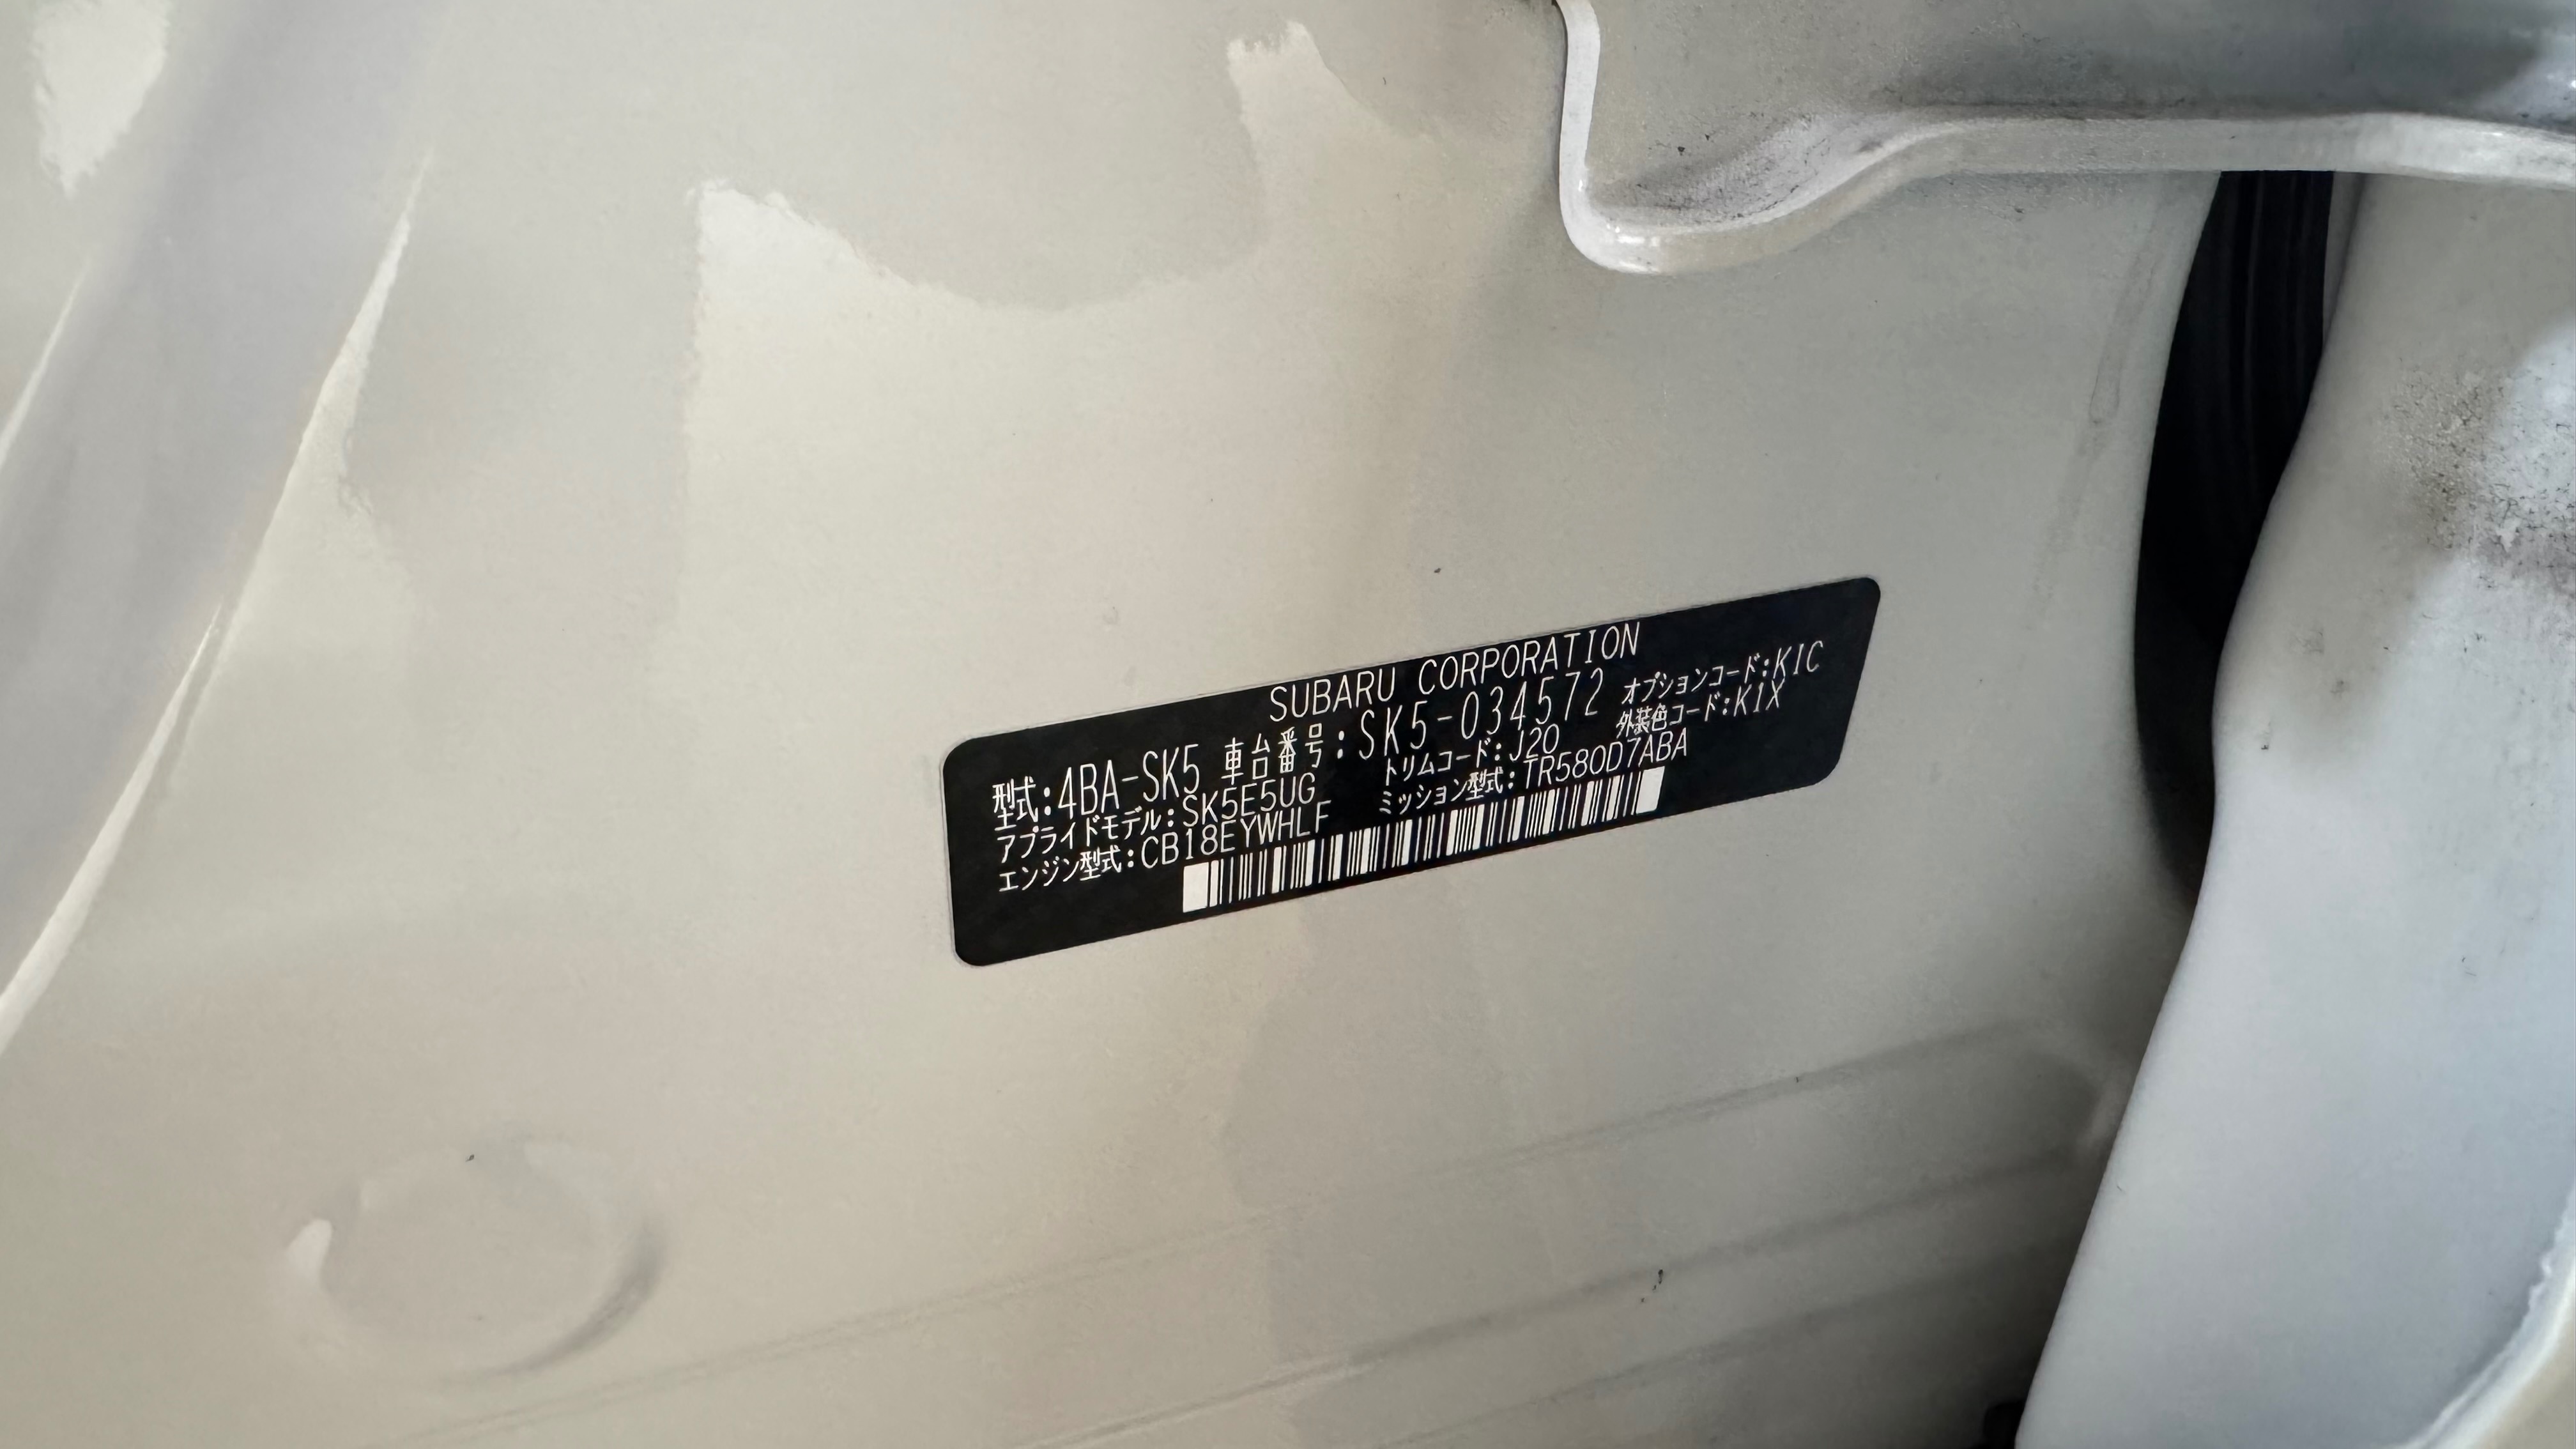 SUBARU CORPORATION
型式:4BA-SK5 車台番号:SK5-034572 オプションコード:KIC
アプライドモデル:SK5E5UG トリムコード:J20 外装色コード:K1X
エンジン型式:CB18EYWHLF ミッション型式:TR580D7ABA